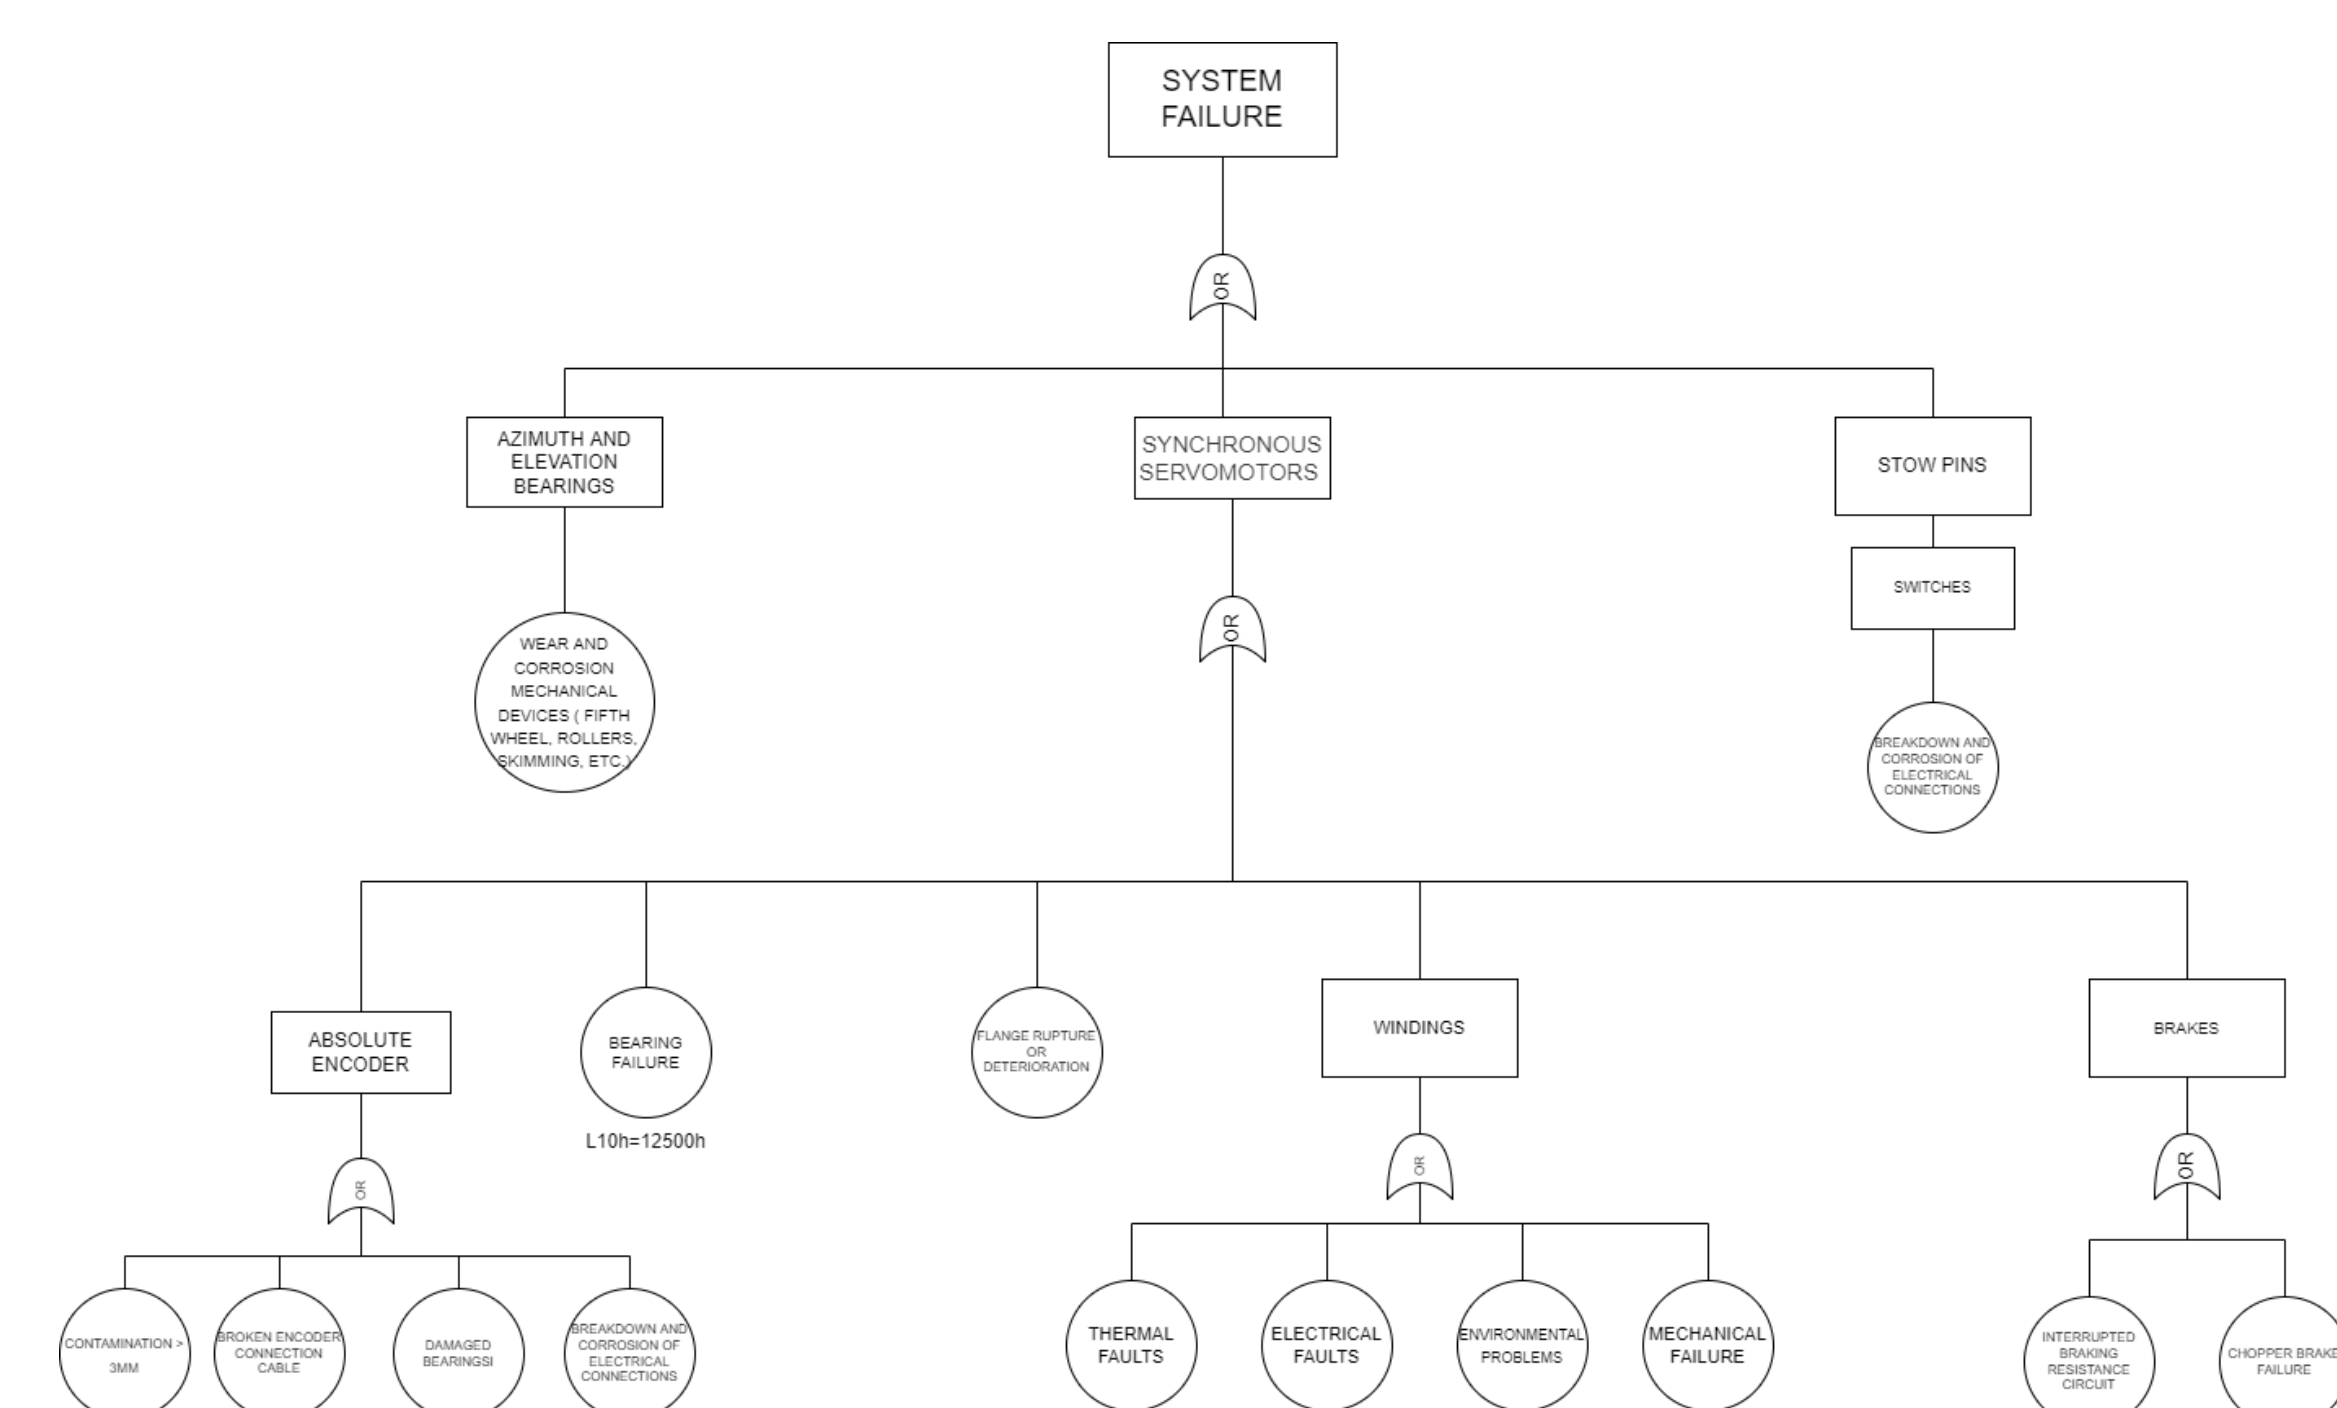 SYSTEM
FAILURE
OR
AZIMUTH AND
ELEVATION
BEARINGS
SYNCHRONOUS
SERVOMOTORS
STOW PINS
SWITCHES
OR
WEAR AND
CORROSION
MECHANICAL
DEVICES ( FIFTH
WHEEL, ROLLERS,
SKIMMING, ETC.)
BREAKDOWN AND
CORROSION OF
ELECTRICAL
CONNECTIONS
ABSOLUTE
ENCODER
BEARING
FAILURE
L10h=12500h
FLANGE RUPTURE
OR
DETERIORATION
WINDINGS
BRAKES
OR
OR
OR
CONTAMINATION >
3MM
BROKEN ENCODER
CONNECTION
CABLE
DAMAGED
BEARINGSI
BREAKDOWN AND
CORROSION OF
ELECTRICAL
CONNECTIONS
THERMAL
FAULTS
ELECTRICAL
FAULTS
ENVIRONMENTAL
PROBLEMS
MECHANICAL
FAILURE
INTERRUPTED
BRAKING
RESISTANCE
CIRCUIT
CHOPPER BRAKE
FAILURE